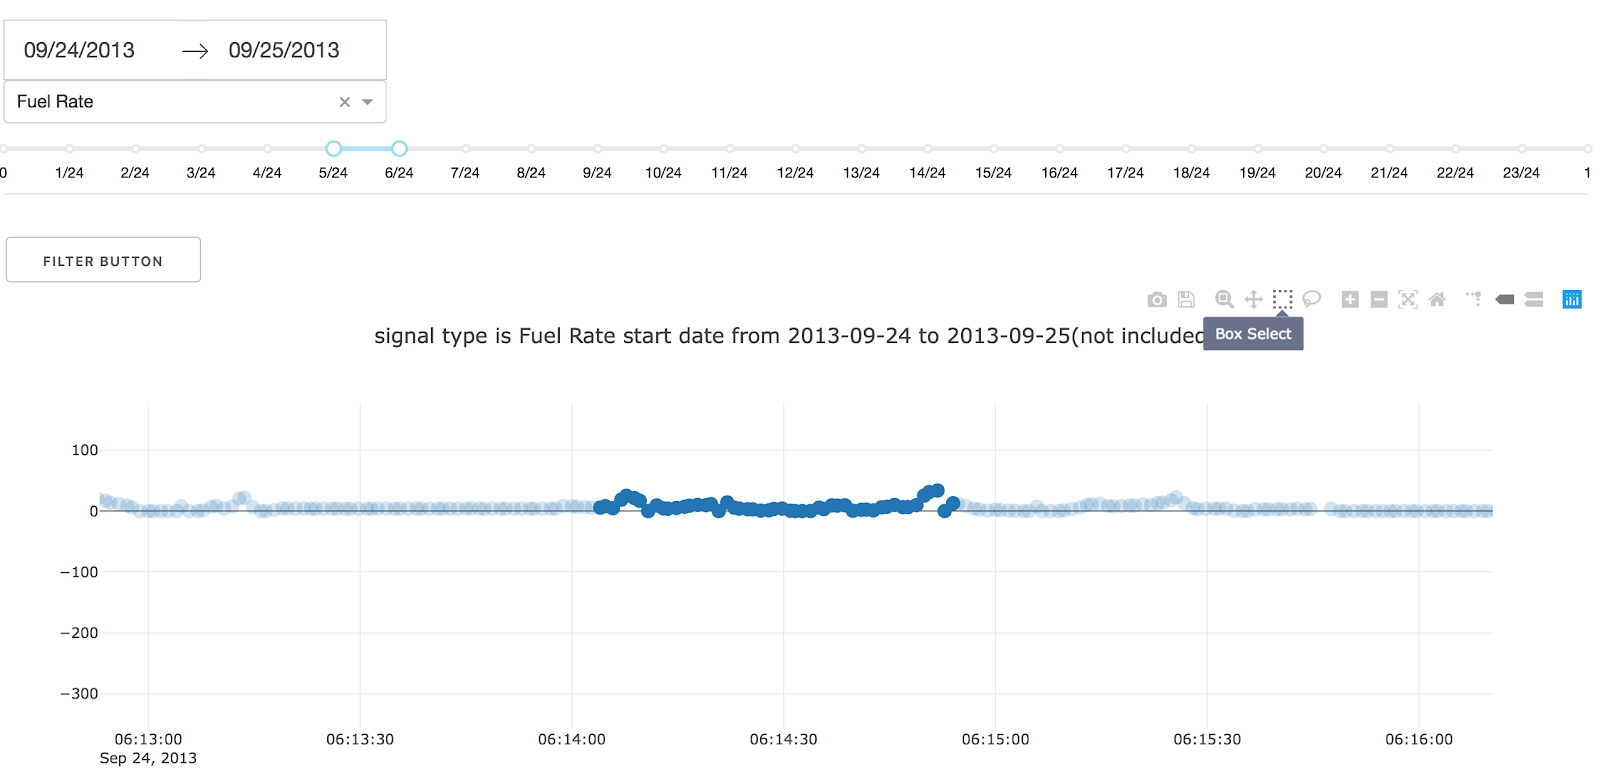 09/24/2013 → 09/25/2013
Fuel Rate × 
0 1/24 2/24 3/24 4/24 5/24 6/24 7/24 8/24 9/24 10/24 11/24 12/24 13/24 14/24 15/24 16/24 17/24 18/24 19/24 20/24 21/24 22/24 23/24 1
FILTER BUTTON
signal type is Fuel Rate start date from 2013-09-24 to 2013-09-25(not included
Box Select
100
0
−100
−200
−300
06:13:00 06:13:30 06:14:00 06:14:30 06:15:00 06:15:30 06:16:00
Sep 24, 2013